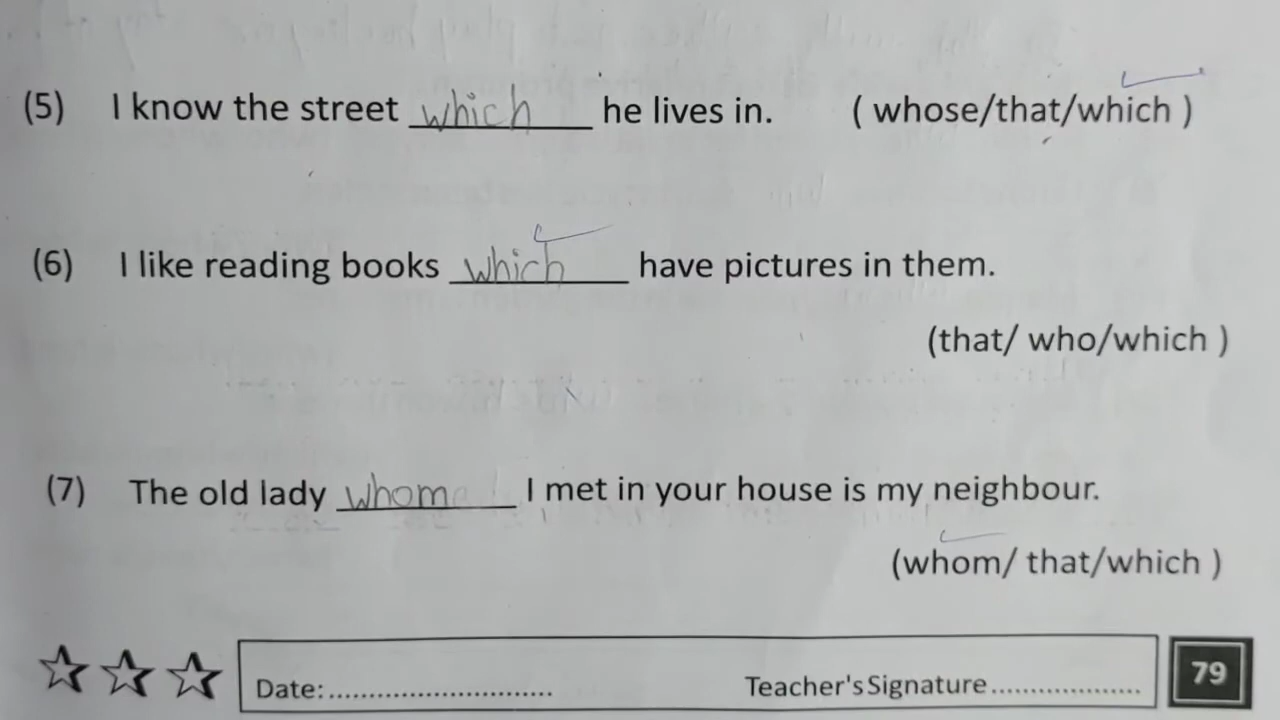 (5) I know the street which he lives in. ( whose/that/which )
(6) I like reading books which have pictures in them.
(that/ who/which )
(7) The old lady whome I met in your house is my neighbour.
(whom/ that/which )
Date:............................ Teacher's Signature...................
79